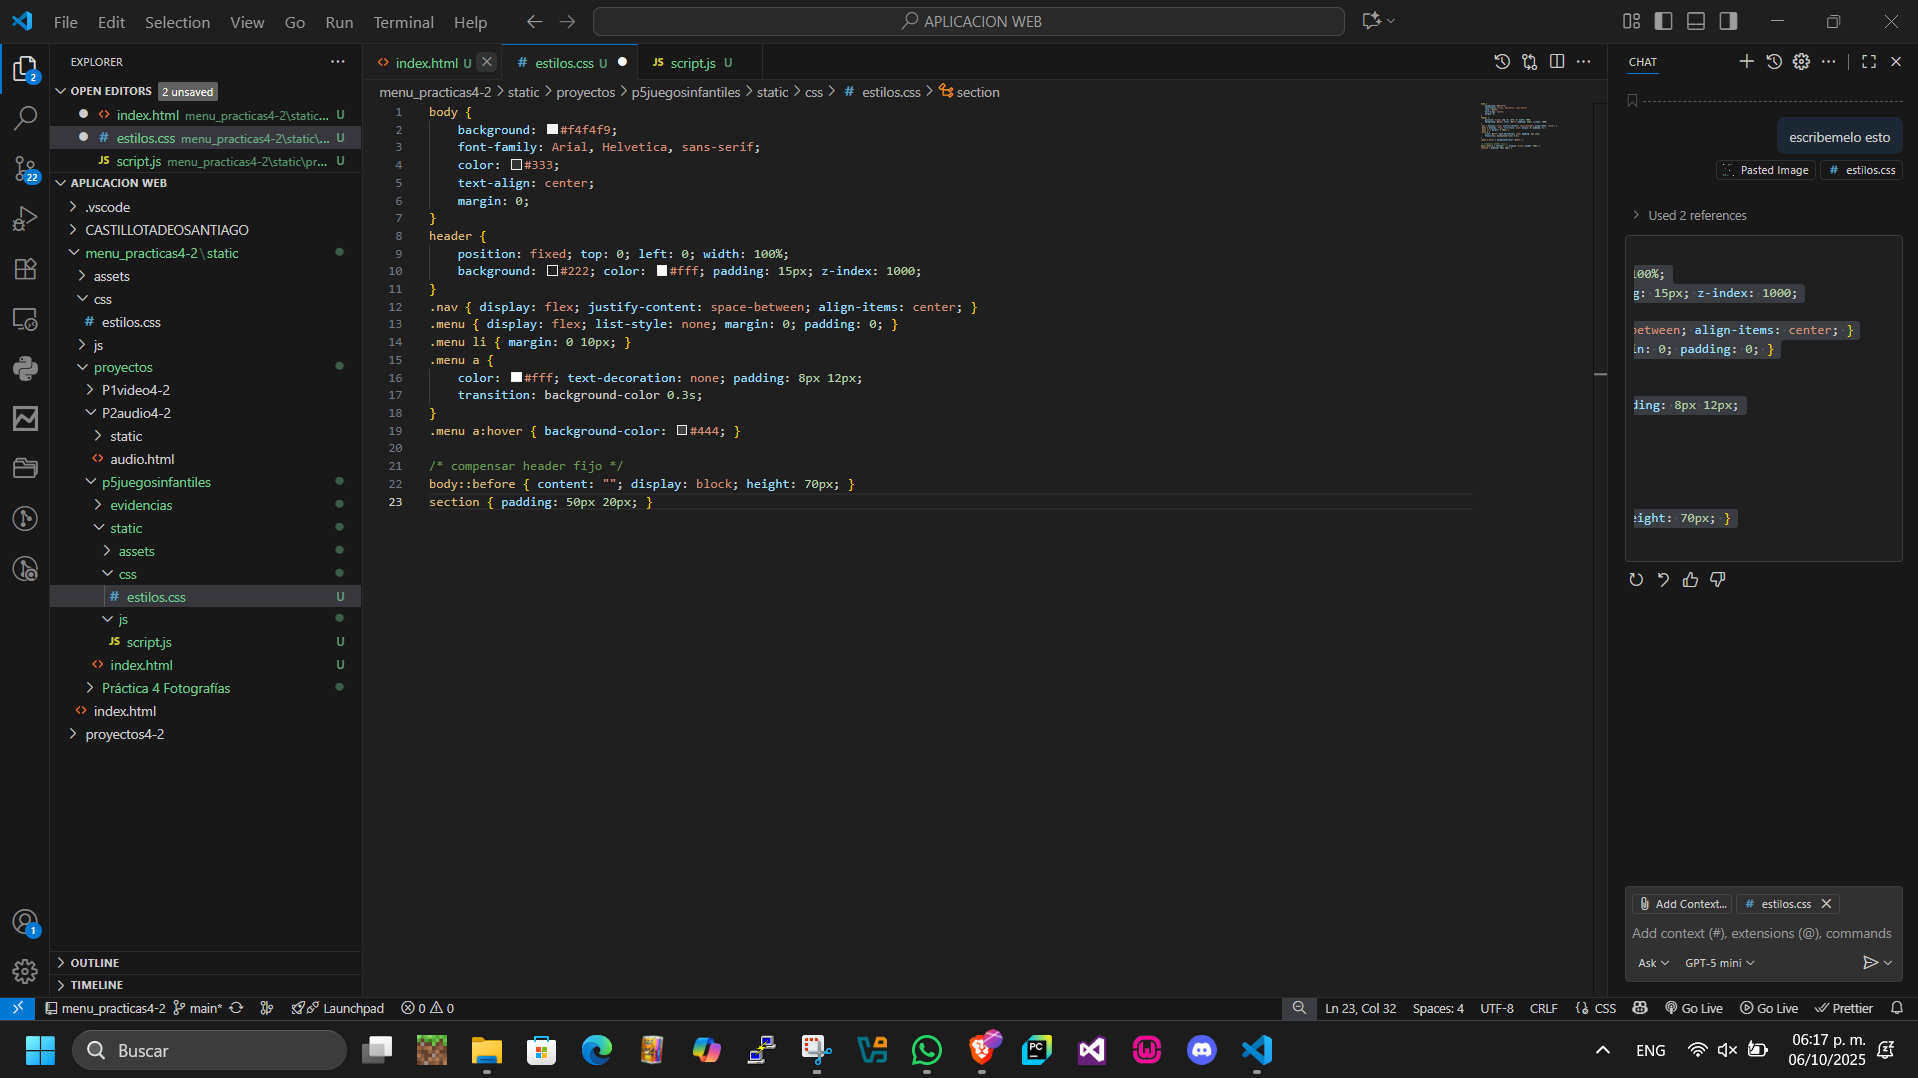 File Edit Selection View Go Run Terminal Help
APLICACION WEB
EXPLORER
OPEN EDITORS 2 unsaved
index.html menu_practicas4-2\static... U
estilos.css menu_practicas4-2\static\... U
JS script.js menu_practicas4-2\static\pr... U
APLICACION WEB
.vscode
CASTILLOTADEOSANTIAGO
menu_practicas4-2\static
assets
css
# estilos.css
js
proyectos
P1video4-2
P2audio4-2
static
audio.html
p5juegosinfantiles
evidencias
static
assets
css
# estilos.css U
js
JS script.js U
index.html U
Práctica 4 Fotografías
index.html
proyectos4-2
OUTLINE
TIMELINE
2
22
1
index.html U
# estilos.css U
JS script.js U
menu_practicas4-2 > static > proyectos > p5juegosinfantiles > static > css > # estilos.css > section
1 body {
2 background: #f4f4f9;
3 font-family: Arial, Helvetica, sans-serif;
4 color: #333;
5 text-align: center;
6 margin: 0;
7 }
8 header {
9 position: fixed; top: 0; left: 0; width: 100%;
10 background: #222; color: #fff; padding: 15px; z-index: 1000;
11 }
12 .nav { display: flex; justify-content: space-between; align-items: center; }
13 .menu { display: flex; list-style: none; margin: 0; padding: 0; }
14 .menu li { margin: 0 10px; }
15 .menu a {
16 color: #fff; text-decoration: none; padding: 8px 12px;
17 transition: background-color 0.3s;
18 }
19 .menu a:hover { background-color: #444; }
20
21 /* compensar header fijo */
22 body::before { content: ""; display: block; height: 70px; }
23 section { padding: 50px 20px; }
CHAT
escribemelo esto
Pasted Image # estilos.css
Used 2 references
100%;
g: 15px; z-index: 1000;
between; align-items: center; }
in: 0; padding: 0; }
ding: 8px 12px;
eight: 70px; }
Add Context... # estilos.css
Add context (#), extensions (@), commands
Ask GPT-5 mini
menu_practicas4-2 main* Launchpad 0 0
Ln 23, Col 32 Spaces: 4 UTF-8 CRLF CSS Go Live Go Live Prettier
Buscar
PC
ENG
06:17 p. m.
06/10/2025